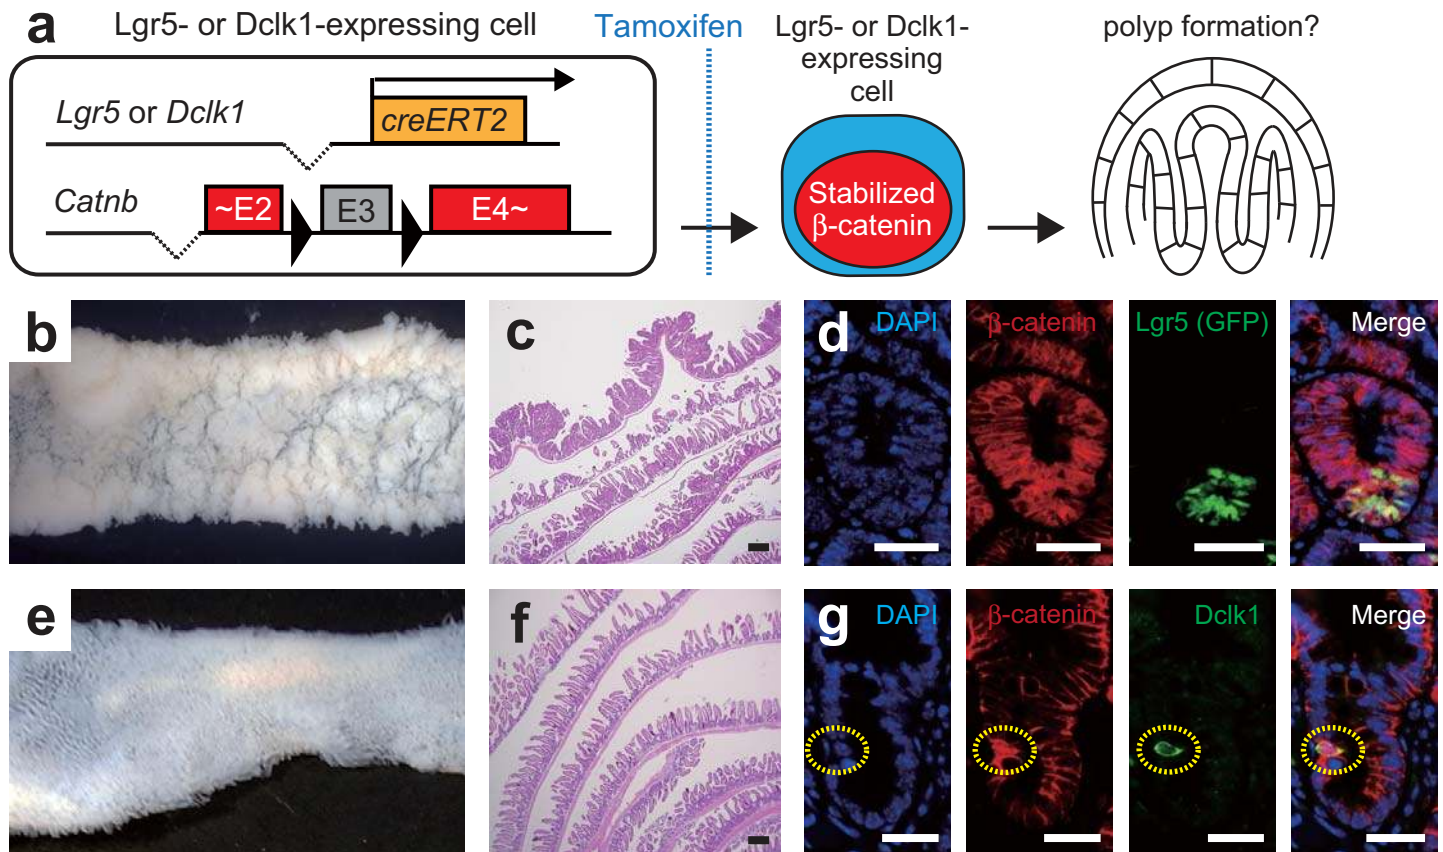 a
Lgr5- or Dclk1-expressing cell
Tamoxifen
Lgr5- or Dclk1-
expressing
cell
polyp formation?
Lgr5 or Dclk1
creERT2
Catnb
~E2
E3
E4~
Stabilized
β-catenin
b
c
d
DAPI
β-catenin
Lgr5 (GFP)
Merge
e
f
g
DAPI
β-catenin
Dclk1
Merge